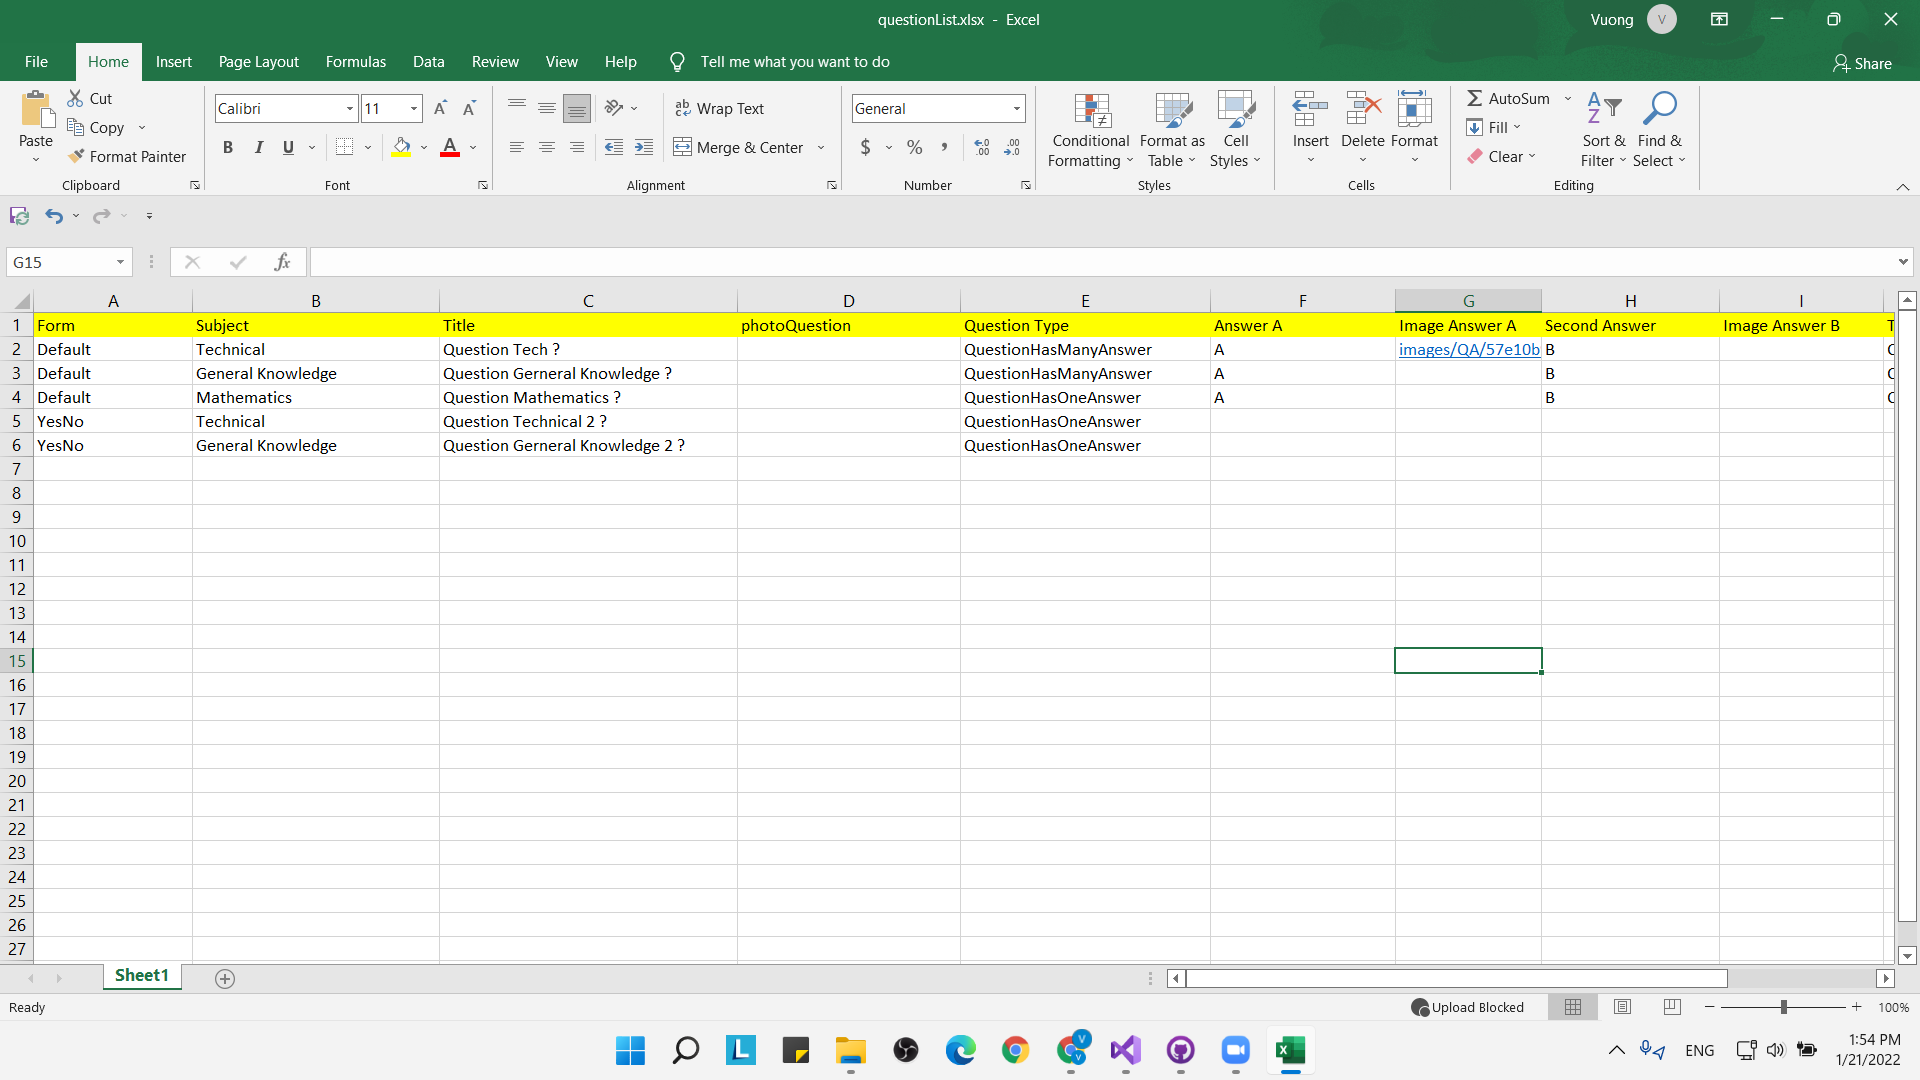 questionList.xlsx - Excel
Vuong V
File Home Insert Page Layout Formulas Data Review View Help Tell me what you want to do Share
Paste
Cut
Copy
Format Painter
Clipboard
Calibri 11
B I U
Font
Wrap Text
Merge & Center
Alignment
General
$ % ,
Number
Conditional Formatting
Format as Table
Cell Styles
Styles
Insert Delete Format
Cells
AutoSum
Fill
Clear
Sort & Filter
Find & Select
Editing
G15
fx
A B C D E F G H I
1 Form Subject Title photoQuestion Question Type Answer A Image Answer A Second Answer Image Answer B T
2 Default Technical Question Tech ? QuestionHasManyAnswer A images/QA/57e10b B
3 Default General Knowledge Question Gerneral Knowledge ? QuestionHasManyAnswer A B
4 Default Mathematics Question Mathematics ? QuestionHasOneAnswer A B
5 YesNo Technical Question Technical 2 ? QuestionHasOneAnswer
6 YesNo General Knowledge Question Gerneral Knowledge 2 ? QuestionHasOneAnswer
7
8
9
10
11
12
13
14
15
16
17
18
19
20
21
22
23
24
25
26
27
Sheet1
Ready
Upload Blocked
100%
ENG
1:54 PM
1/21/2022